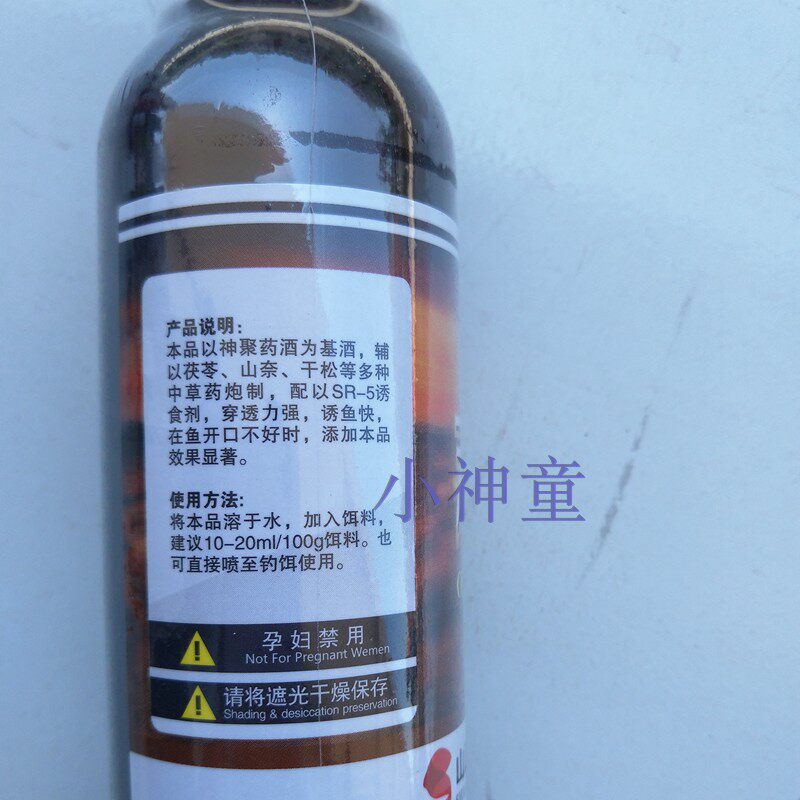 产品说明:
本品以神聚药酒为基酒，辅
以茯苓、山奈、干松等多种
中草药炮制，配以SR-5诱
食剂，穿透力强，诱鱼快，
在鱼开口不好时，添加本品
效果显著。
使用方法:
将本品溶于水，加入饵料，
建议10-20ml/100g饵料。也
可直接喷至钓饵使用。
小神童
孕妇禁用
Not For Pregnant Women
请将遮光干燥保存
Shading & desiccation preservation